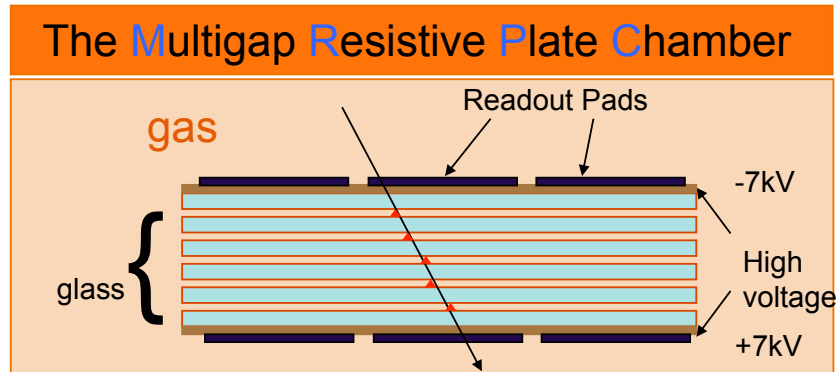 The Multigap Resistive Plate Chamber
Readout Pads
gas
-7kV
glass
High
voltage
+7kV